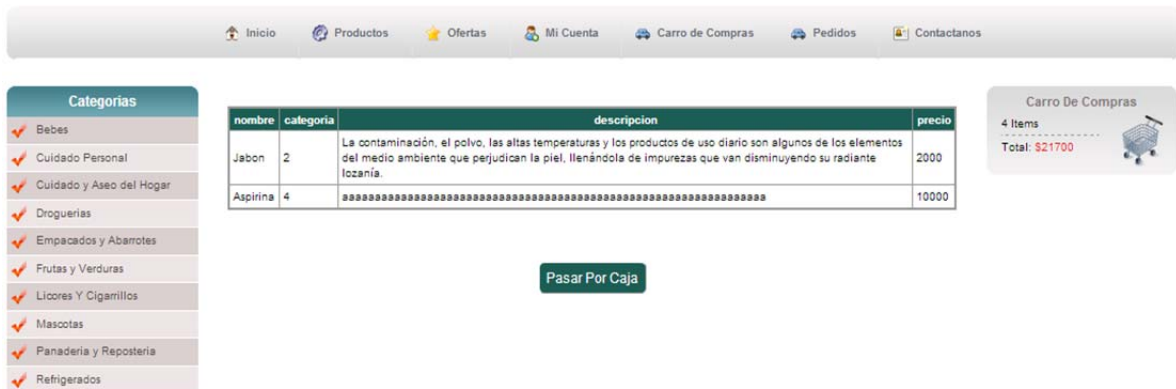 Inicio Productos Ofertas Mi Cuenta Carro de Compras Pedidos Contactanos
Categorias
Bebes
Cuidado Personal
Cuidado y Aseo del Hogar
Droguerias
Empacados y Abarrotes
Frutas y Verduras
Licores Y Cigarrillos
Mascotas
Panaderia y Reposteria
Refrigerados
nombre categoria descripcion precio
Jabon 2 La contaminación, el polvo, las altas temperaturas y los productos de uso diario son algunos de los elementos
del medio ambiente que perjudican la piel, llenándola de impurezas que van disminuyendo su radiante
lozanía. 2000
Aspirina 4 aaaaaaaaaaaaaaaaaaaaaaaaaaaaaaaaaaaaaaaaaaaaaaaaaaaaaaaaaaaaaaaaa 10000
Pasar Por Caja
Carro De Compras
4 Items
Total: $21700